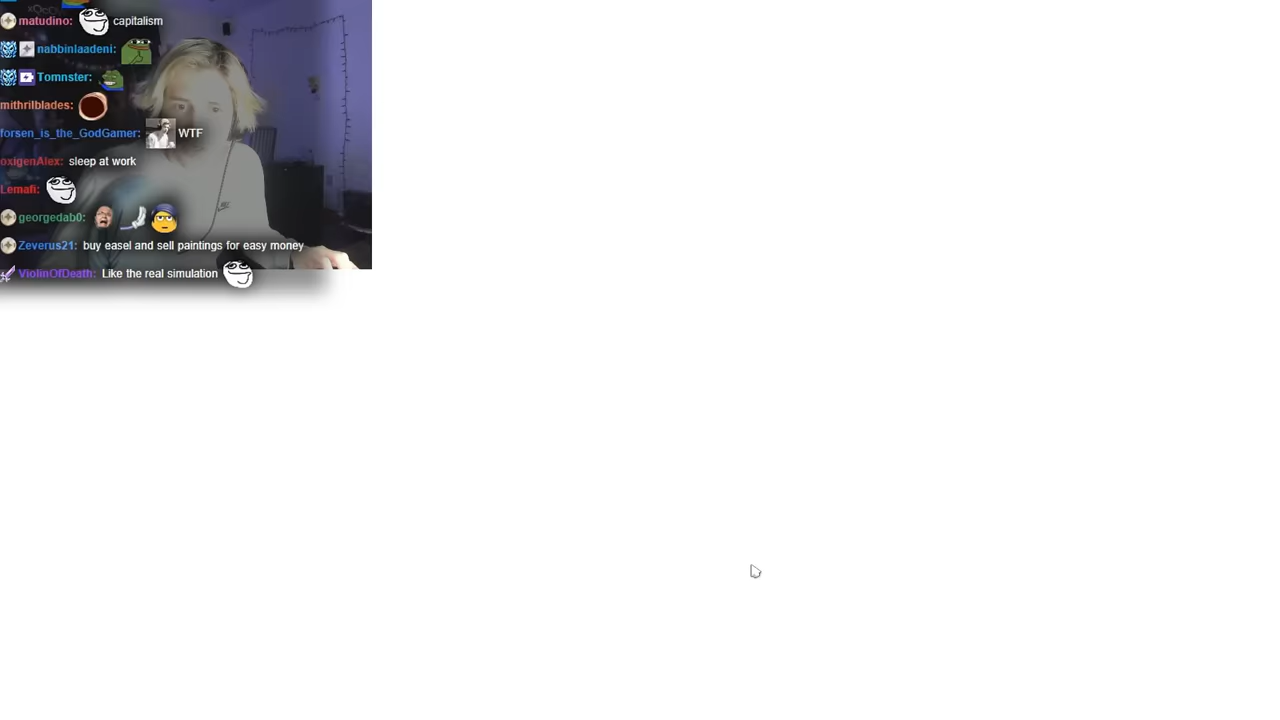 matudino: capitalism
nabbinlaadeni:
Tomnster:
mithrilblades:
forsen_is_the_GodGamer: WTF
oxigenAlex: sleep at work
Lemafi:
georgedab0:
Zeverus21: buy easel and sell paintings for easy money
ViolinOfDeath: Like the real simulation